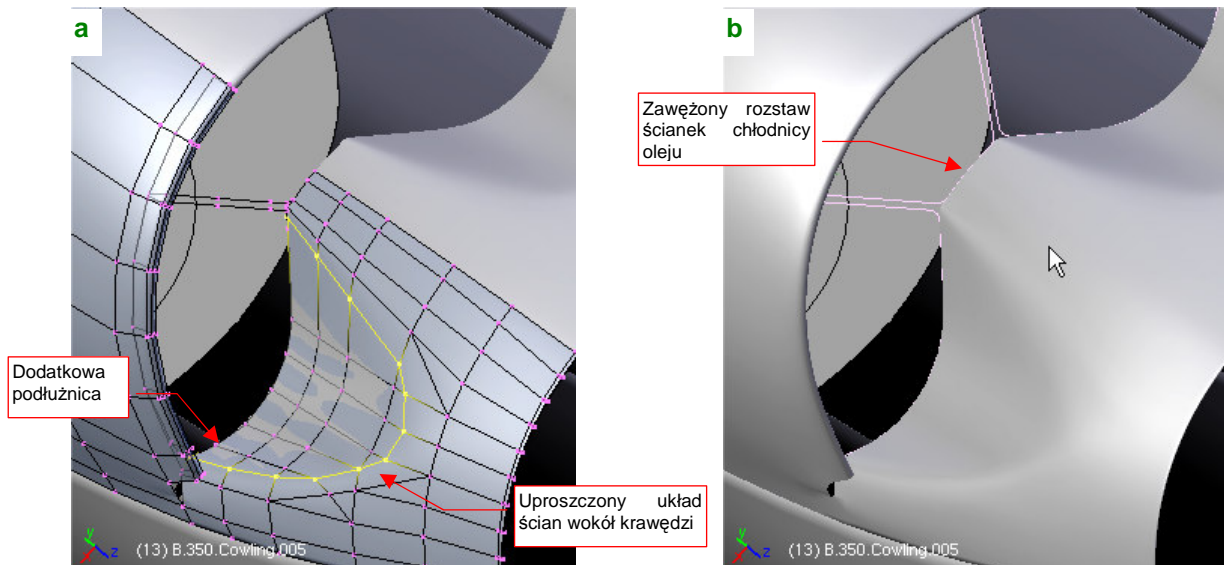 a
Dodatkowa
podłużnica
Uproszczony układ
ścian wokół krawędzi
y
x
z
(13) B.350.Cowling.005
b
Zawężony rozstaw
ścianek chłodnicy
oleju
y
x
z
(13) B.350.Cowling.005